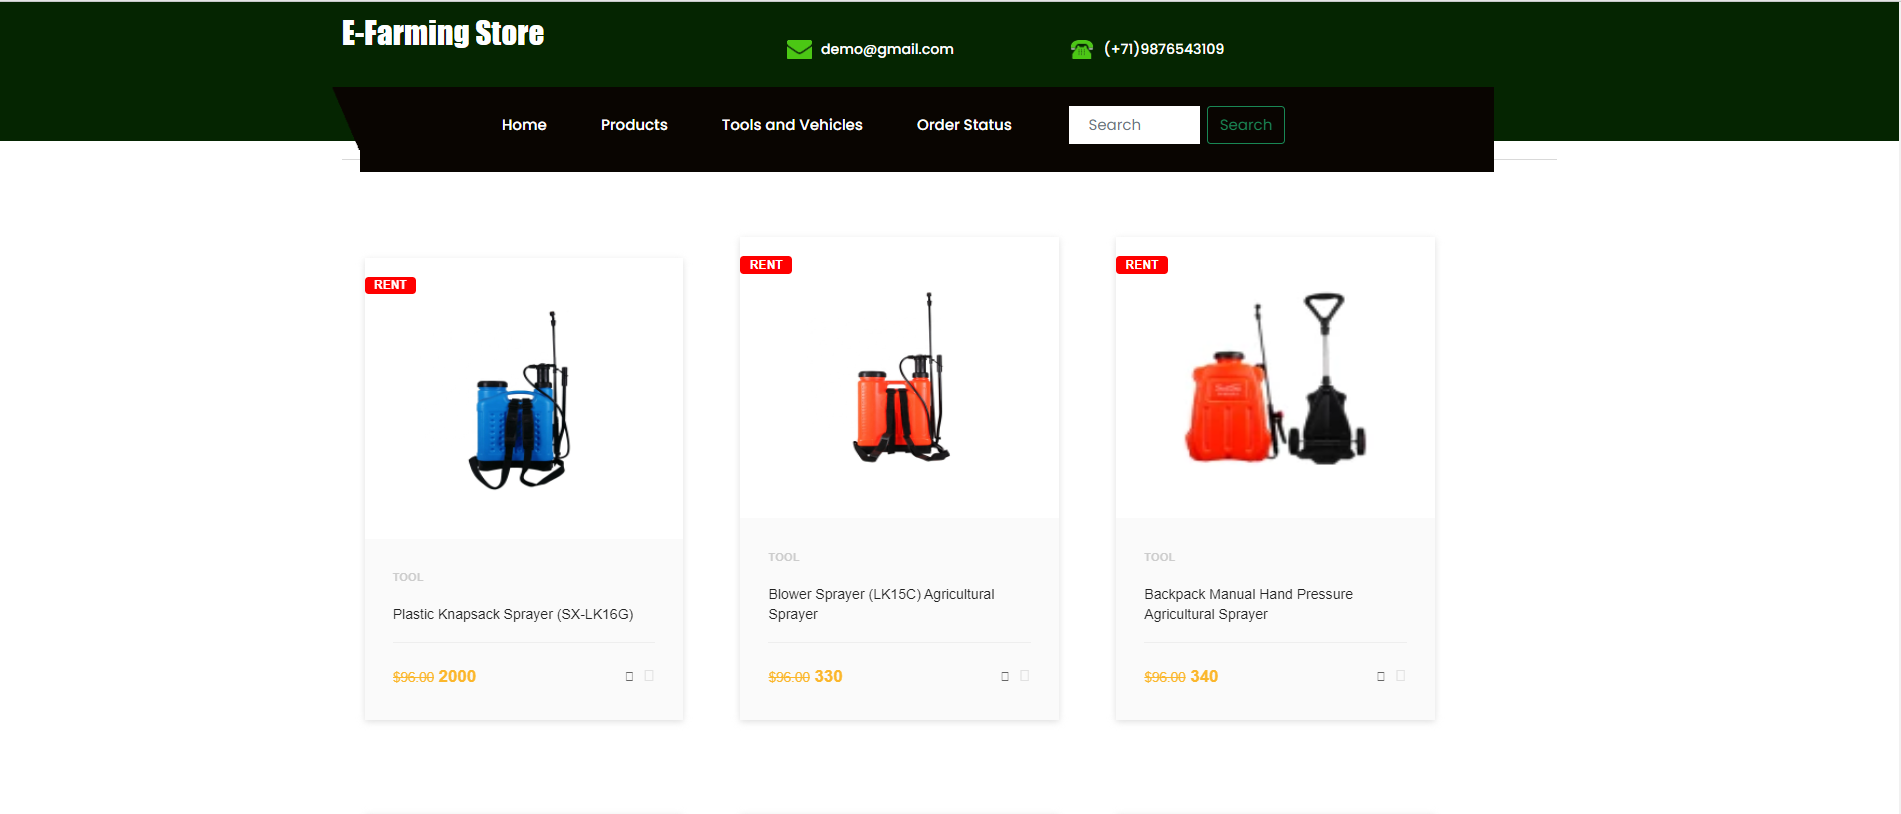 E-Farming Store
demo@gmail.com
(+71)9876543109
Home
Products
Tools and Vehicles
Order Status
Search
Search
RENT
TOOL
Plastic Knapsack Sprayer (SX-LK16G)
$96.00 2000
RENT
TOOL
Blower Sprayer (LK15C) Agricultural
Sprayer
$96.00 330
RENT
TOOL
Backpack Manual Hand Pressure
Agricultural Sprayer
$96.00 340